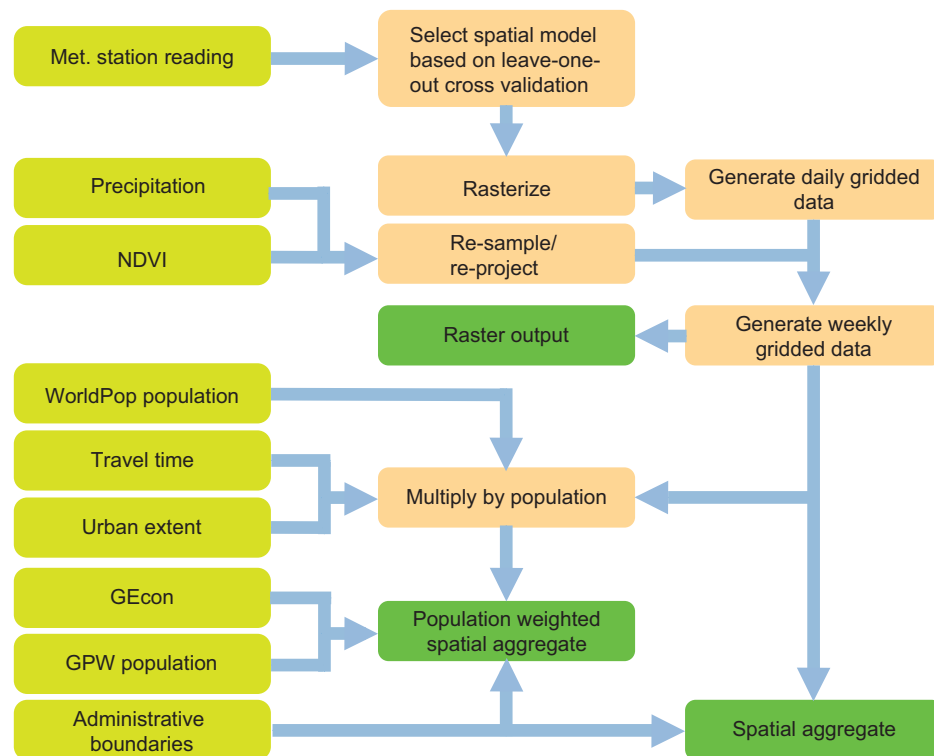 Met. station reading
Select spatial model
based on leave-one-
out cross validation
Precipitation
Rasterize
Generate daily gridded
data
NDVI
Re-sample/
re-project
Raster output
Generate weekly
gridded data
WorldPop population
Travel time
Multiply by population
Urban extent
GEcon
Population weighted
spatial aggregate
GPW population
Administrative
boundaries
Spatial aggregate